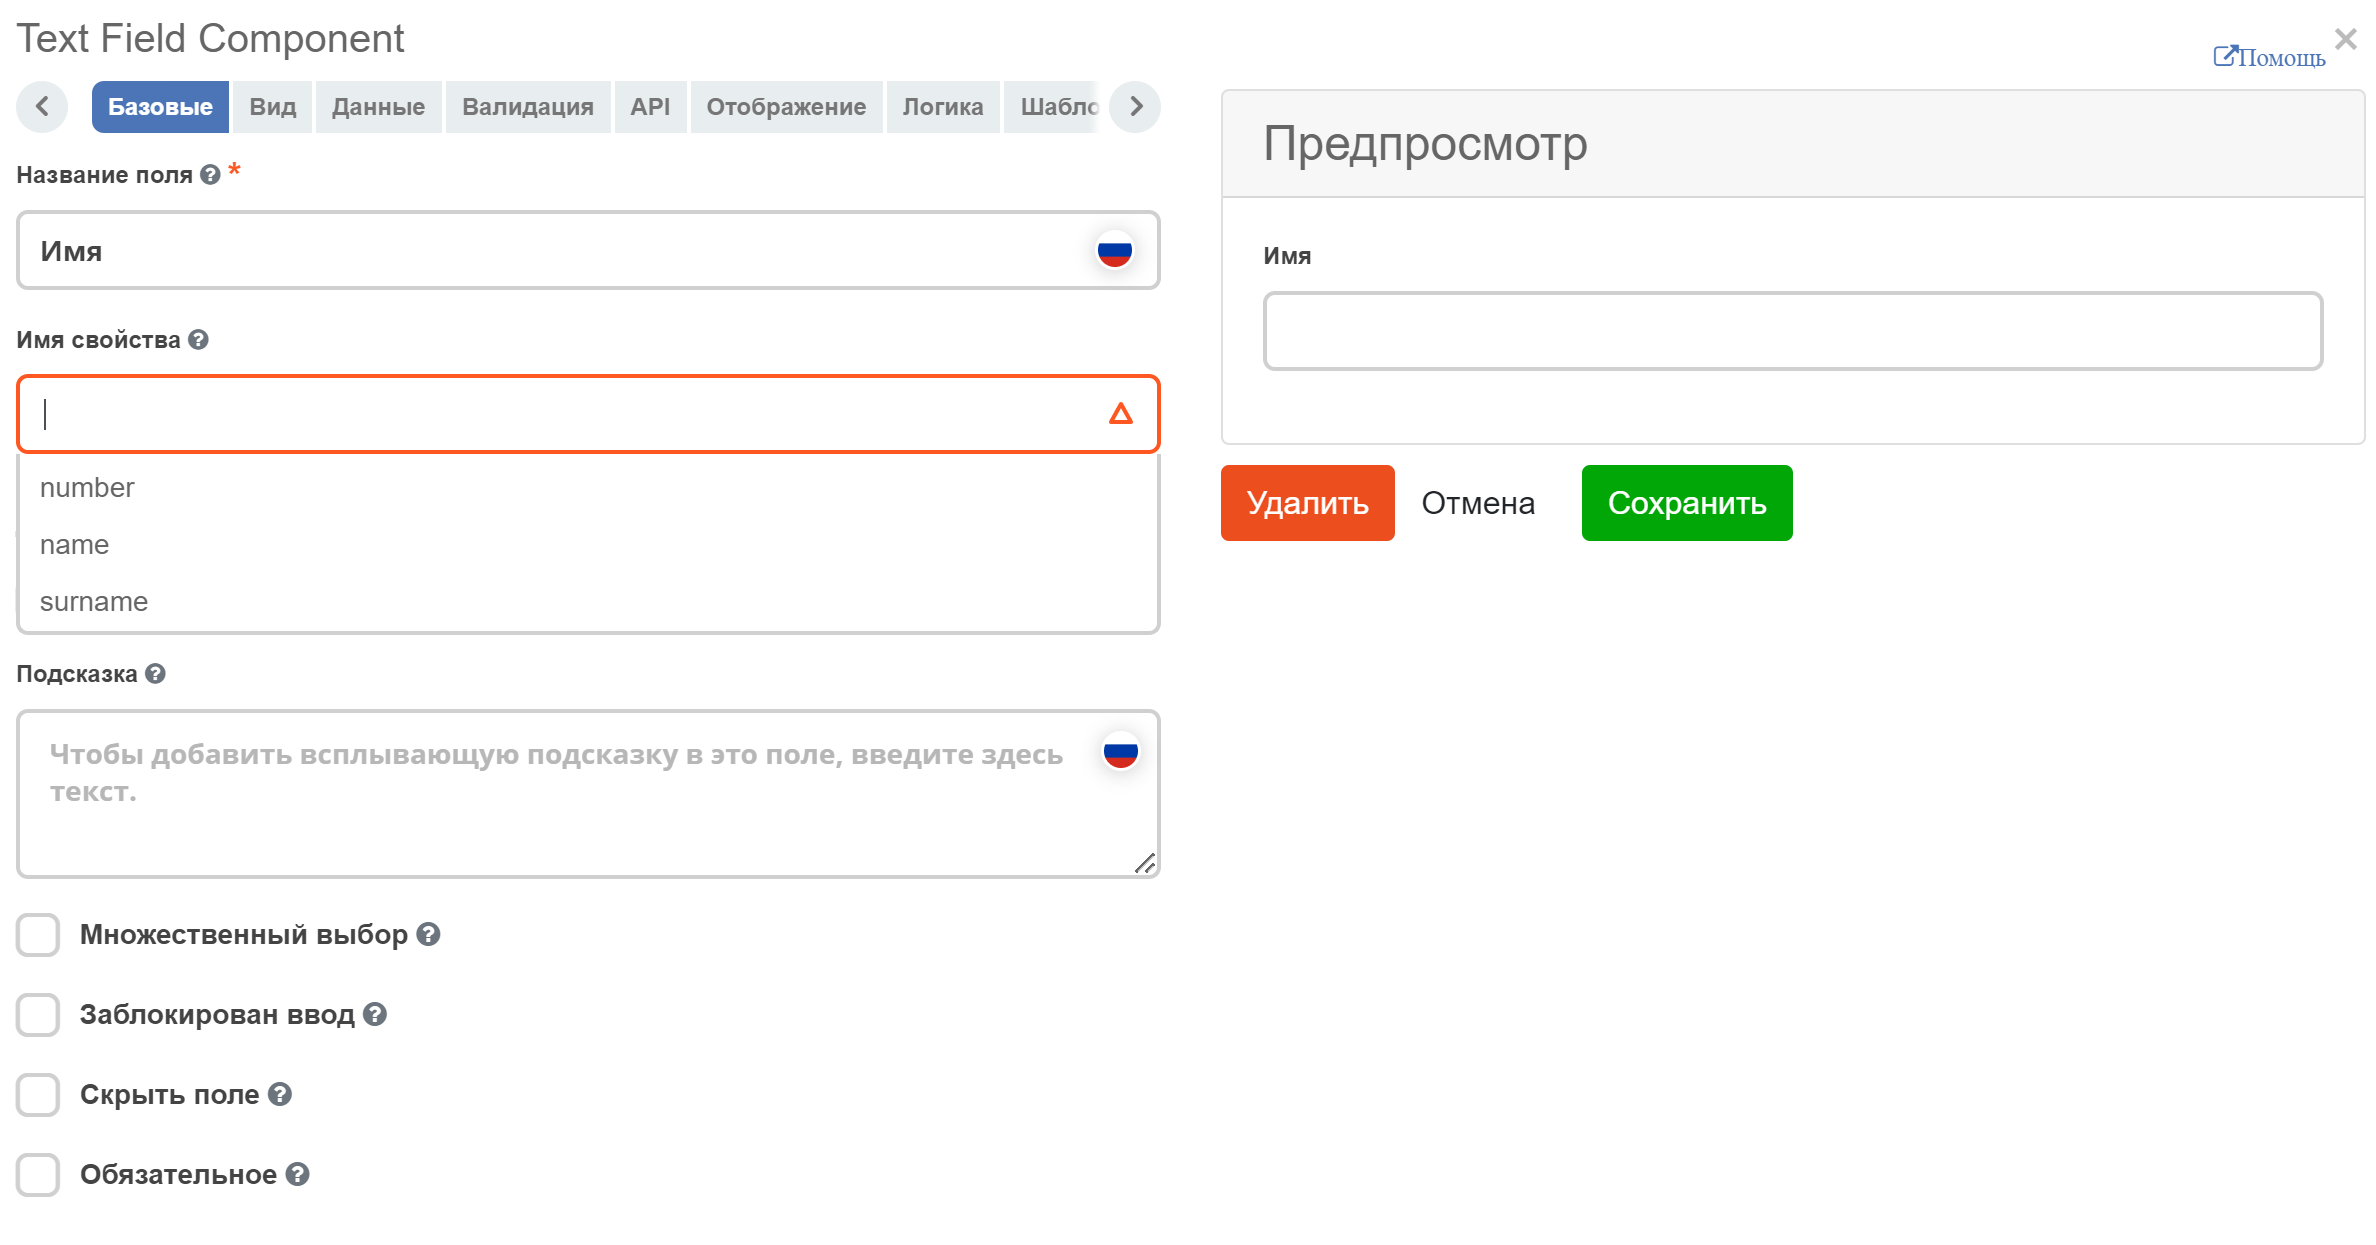 Text Field Component
Помощь
Базовые Вид Данные Валидация API Отображение Логика Шабло
Название поля *
Имя
Имя свойства
number
name
surname
Подсказка
Чтобы добавить всплывающую подсказку в это поле, введите здесь
текст.
Множественный выбор
Заблокирован ввод
Скрыть поле
Обязательное
Предпросмотр
Имя
Удалить Отмена Сохранить